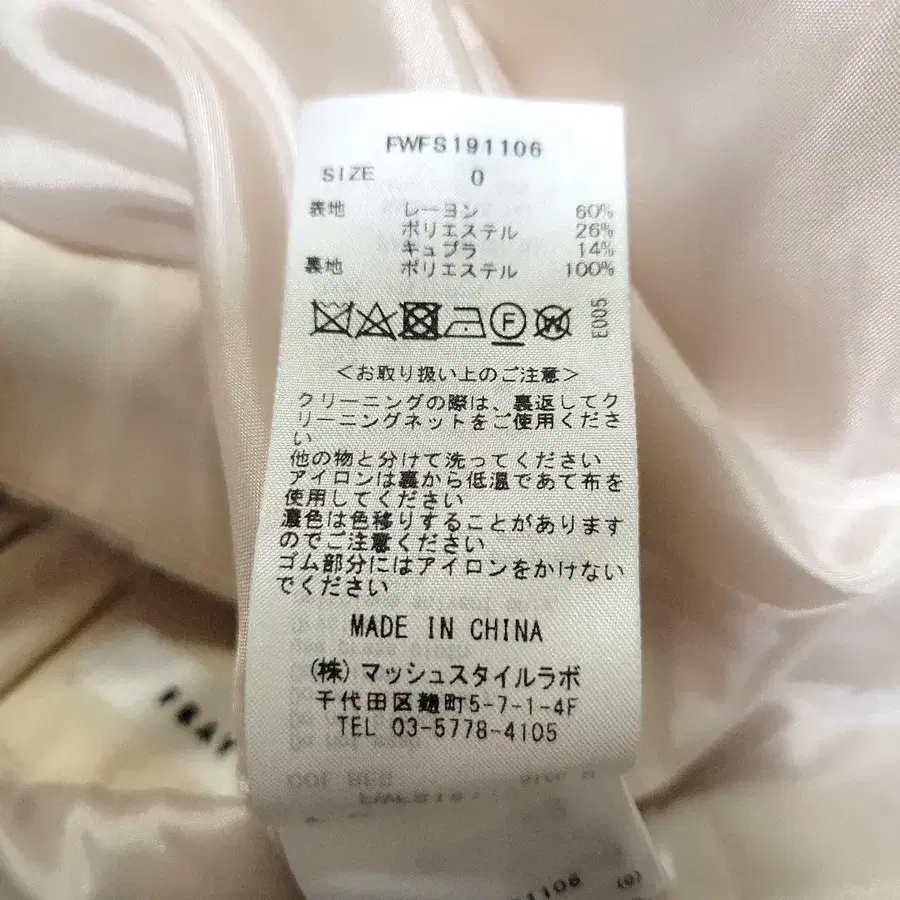 FWFS191106
SIZE 0
表地 レーヨン 60%
ポリエステル 26%
キュプラ 14%
裏地 ポリエステル 100%
F W
E005
<お取り扱い上のご注意>
クリーニングの際は、裏返してク
リーニングネットをご使用くださ
い
他の物と分けて洗ってください
アイロンは裏から低温であて布を
使用してください
濃色は色移りすることがあります
のでご注意ください
ゴム部分にはアイロンをかけない
でください
MADE IN CHINA
(株)マッシュスタイルラボ
千代田区麹町5-7-1-4F
TEL 03-5778-4105
FRAY